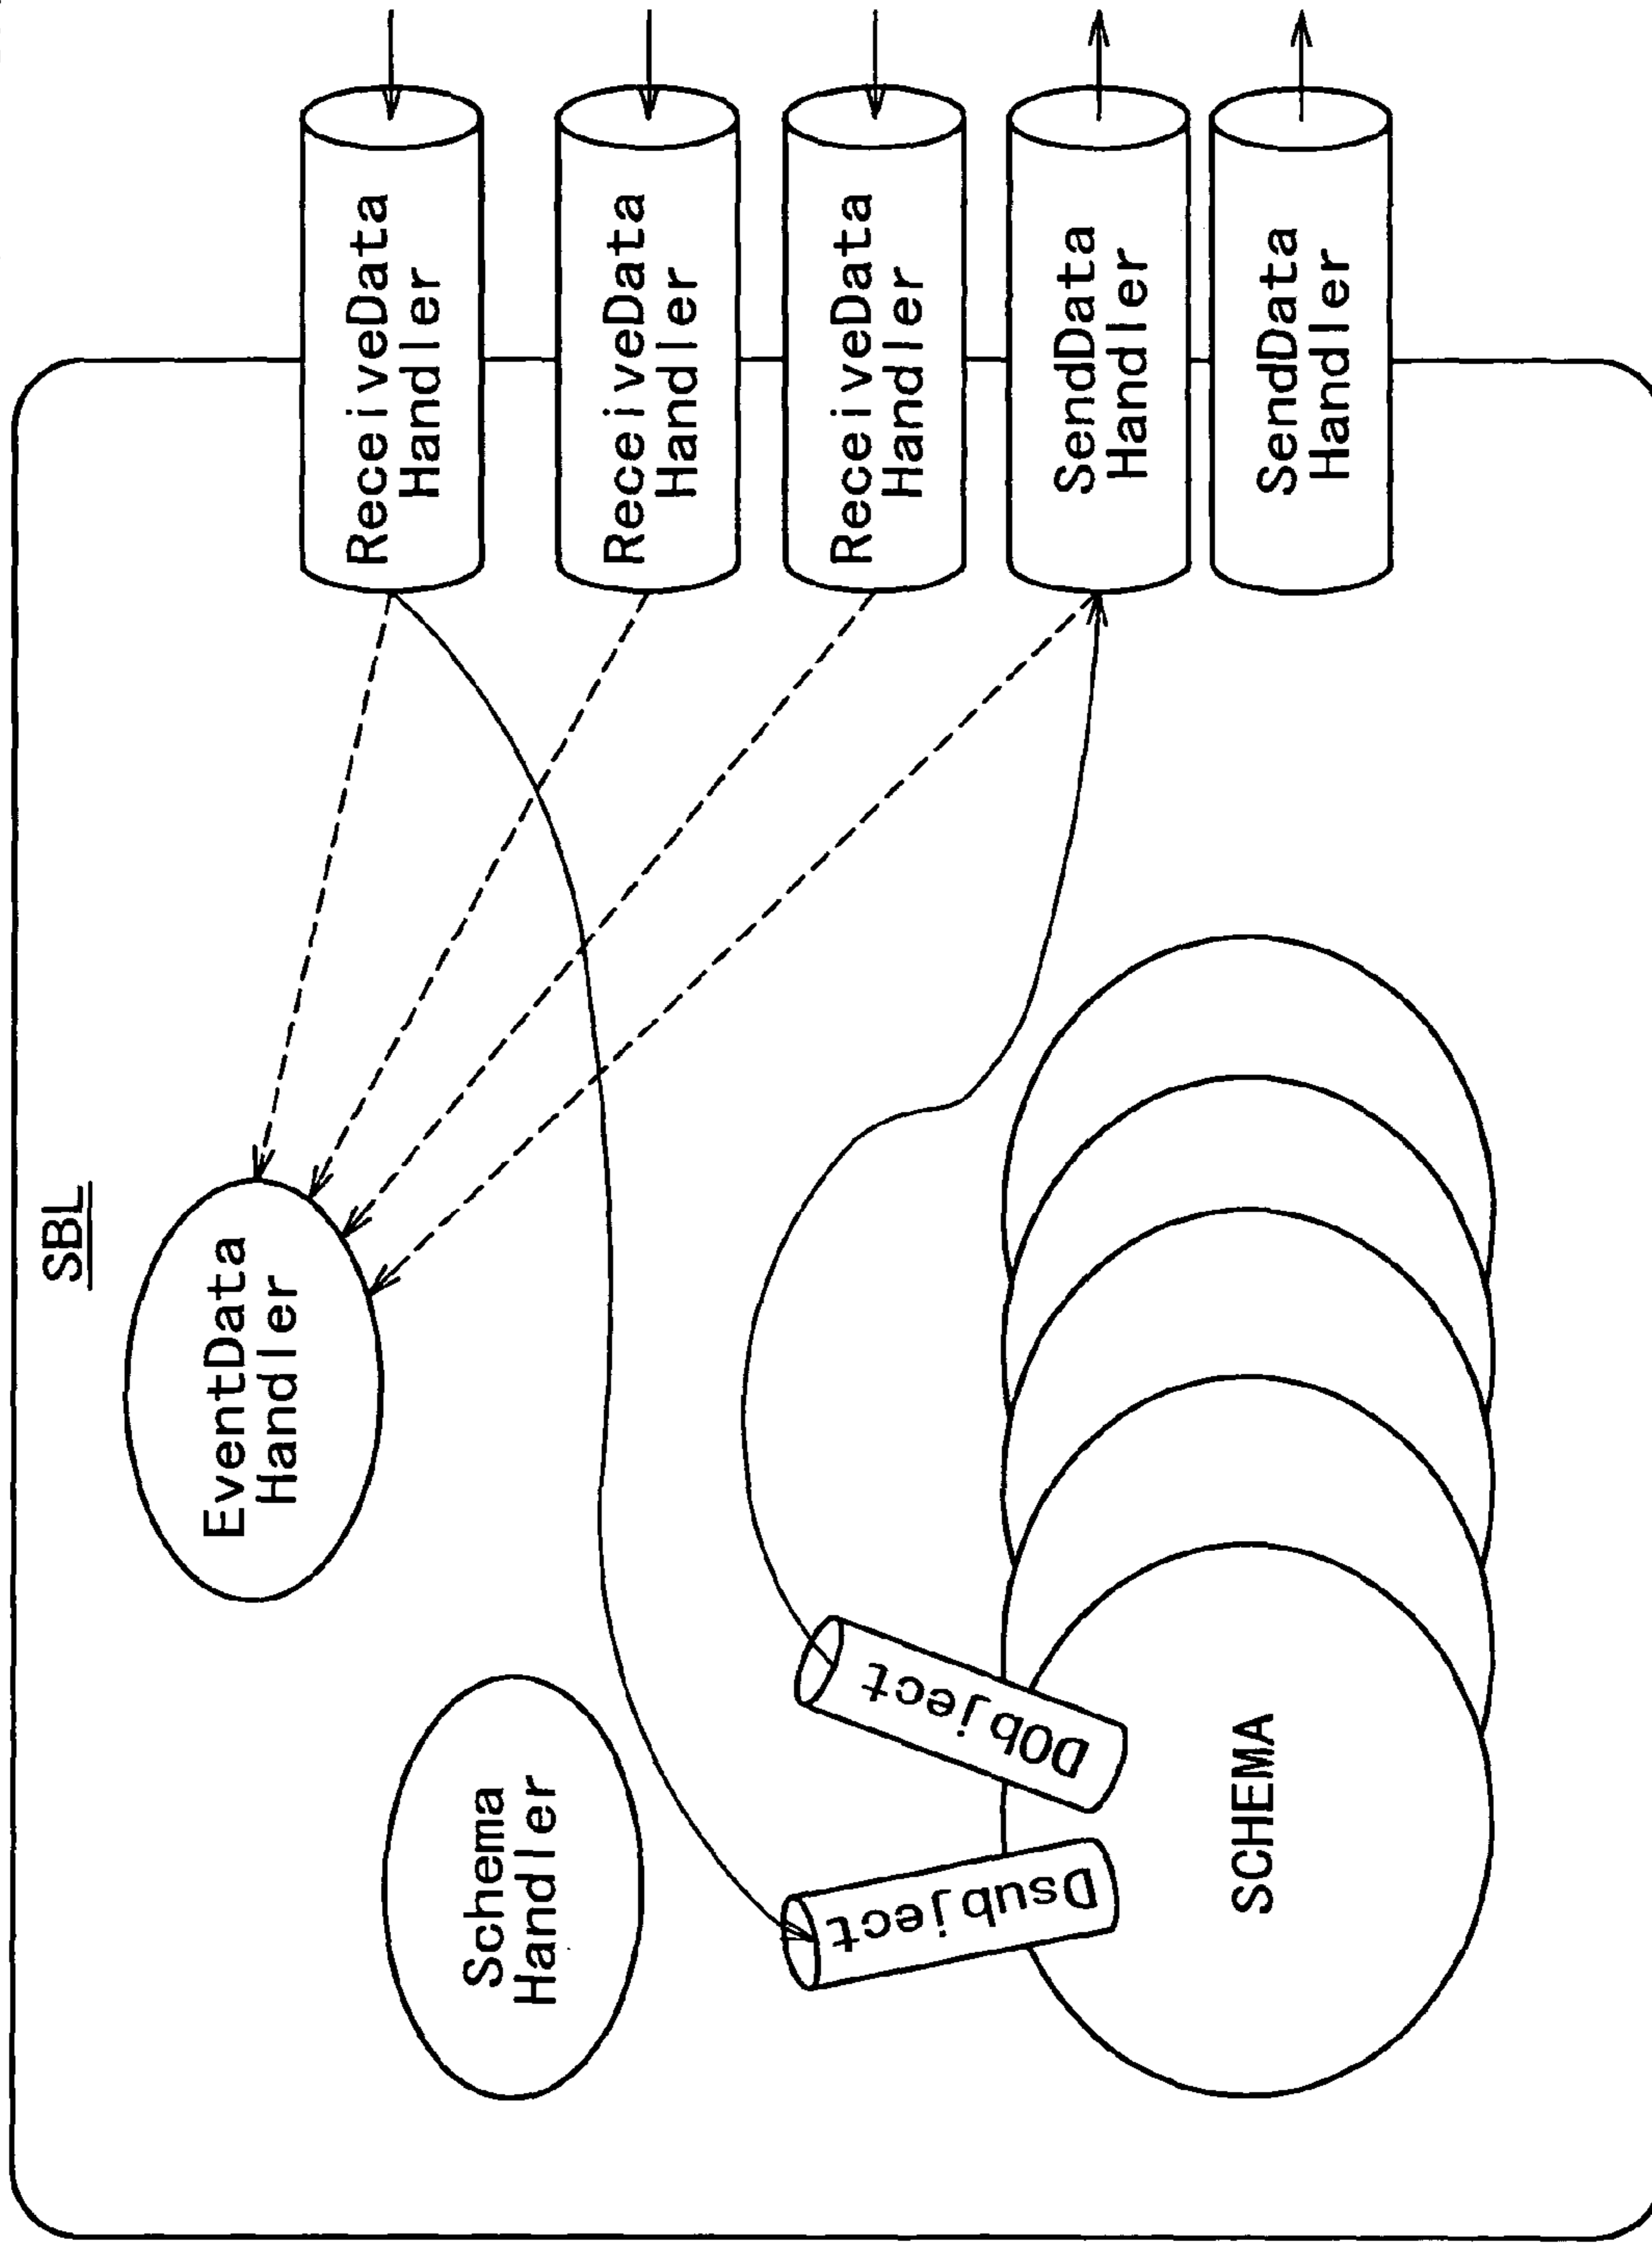 SBL
EventData
Handler
Schema
Handler
ReceiveData
Handler
ReceiveData
Handler
ReceiveData
Handler
SendData
Handler
SendData
Handler
Dsubject
DObject
SCHEMA